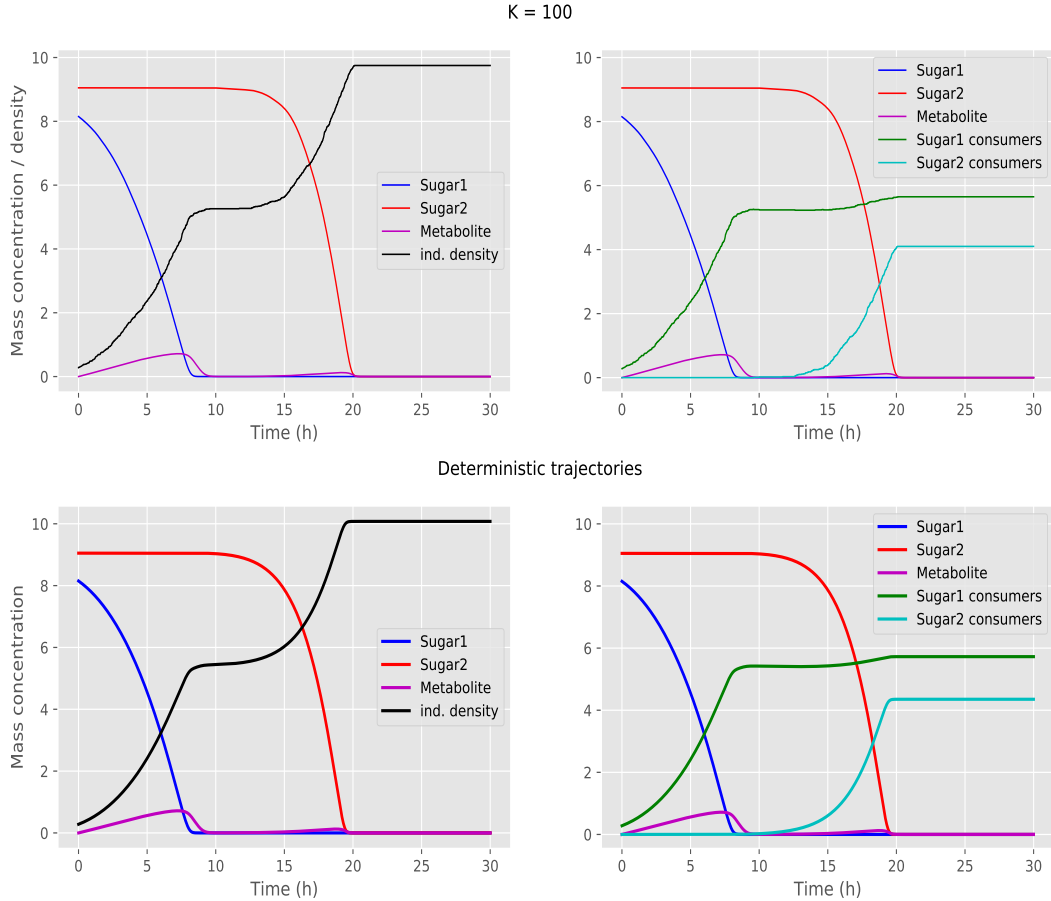 K = 100
Mass concentration / density
10
8
6
4
2
0
0 5 10 15 20 25 30
Time (h)
Sugar1
Sugar2
Metabolite
ind. density
10
8
6
4
2
0
0 5 10 15 20 25 30
Time (h)
Sugar1
Sugar2
Metabolite
Sugar1 consumers
Sugar2 consumers
Deterministic trajectories
Mass concentration
10
8
6
4
2
0
0 5 10 15 20 25 30
Time (h)
Sugar1
Sugar2
Metabolite
ind. density
10
8
6
4
2
0
0 5 10 15 20 25 30
Time (h)
Sugar1
Sugar2
Metabolite
Sugar1 consumers
Sugar2 consumers